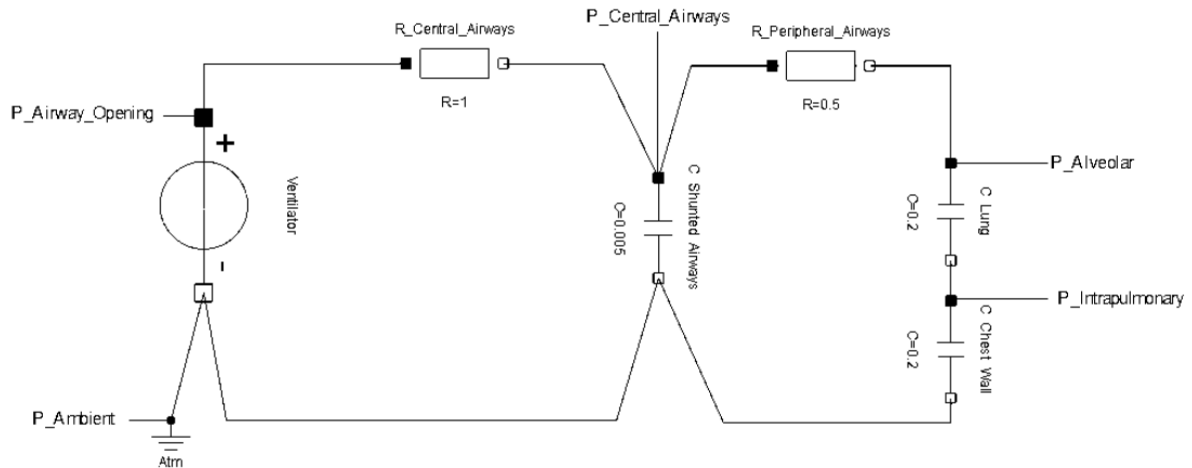 P_Central_Airways
R_Central_Airways
R_Peripheral_Airways
R=1
R=0.5
P_Airway_Opening
+
Ventilator
-
C Shunted Airways
C=0.005
P_Alveolar
C Lung
C=0.2
P_Intrapulmonary
C Chest Wall
C=0.2
P_Ambient
Atm